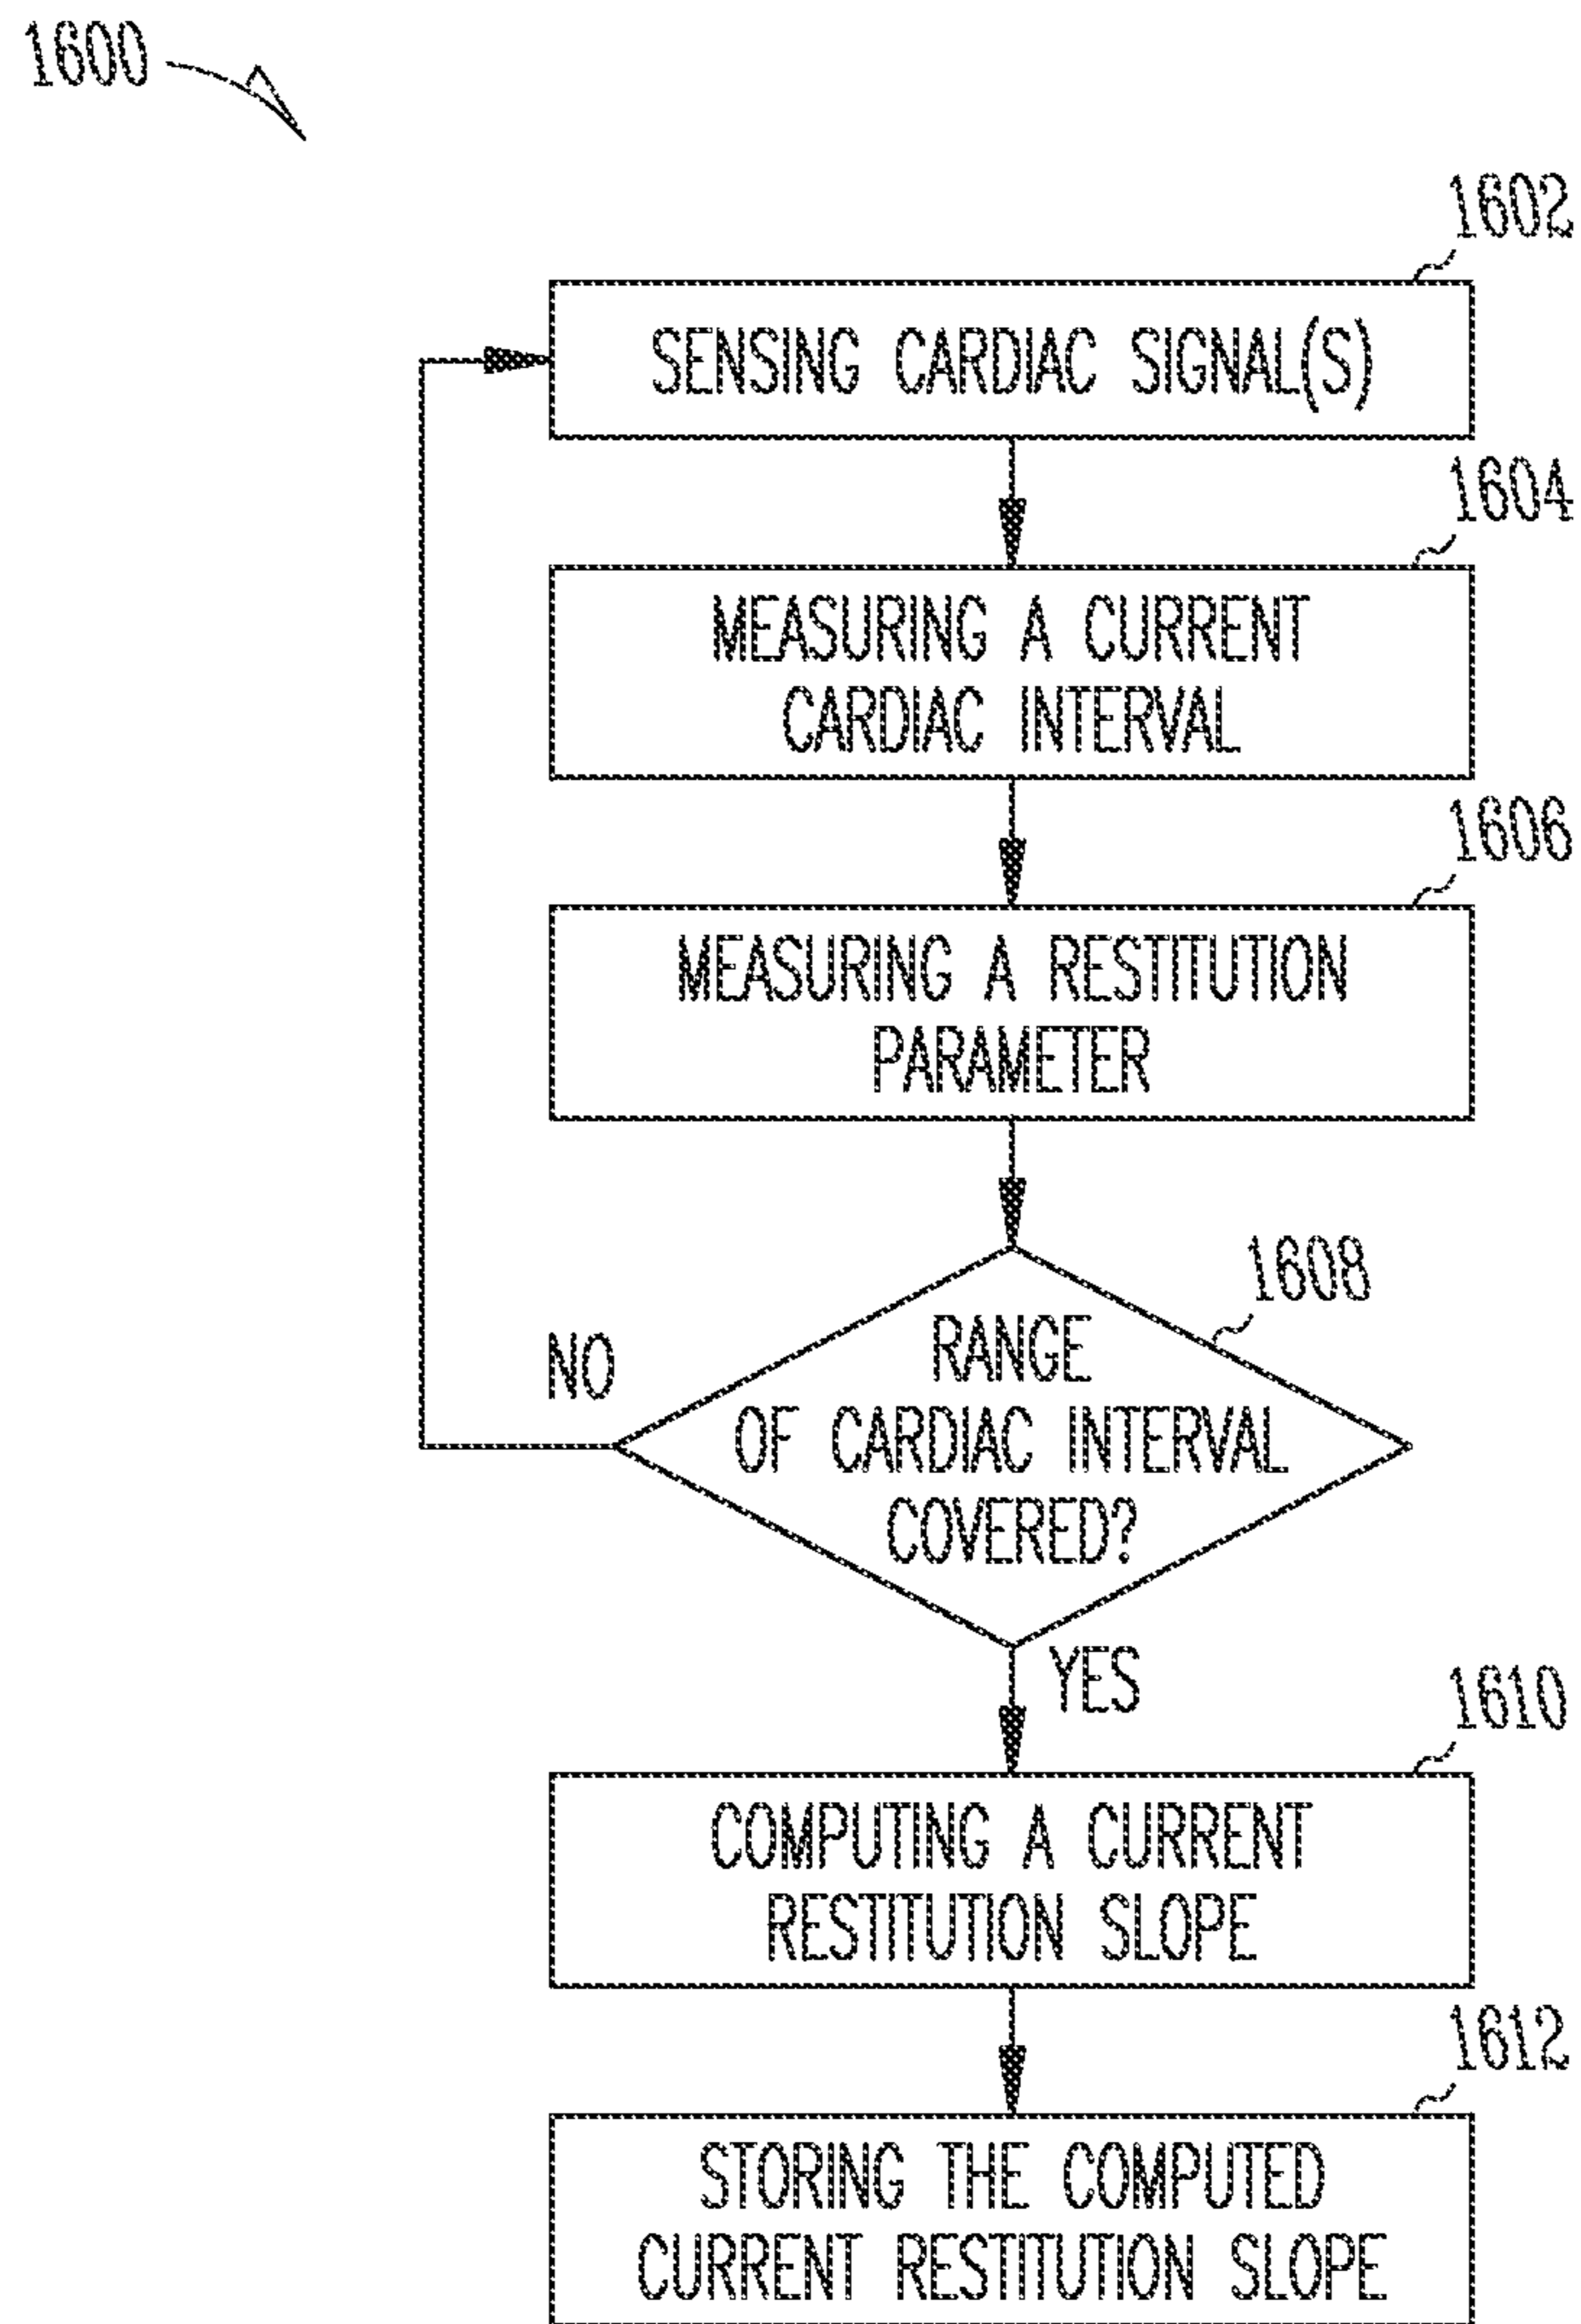 1600
1602
SENSING CARDIAC SIGNAL(S)
1604
MEASURING A CURRENT
CARDIAC INTERVAL
1606
MEASURING A RESTITUTION
PARAMETER
1608
RANGE
OF CARDIAC INTERVAL
COVERED?
NO
YES
1610
COMPUTING A CURRENT
RESTITUTION SLOPE
1612
STORING THE COMPUTED
CURRENT RESTITUTION SLOPE